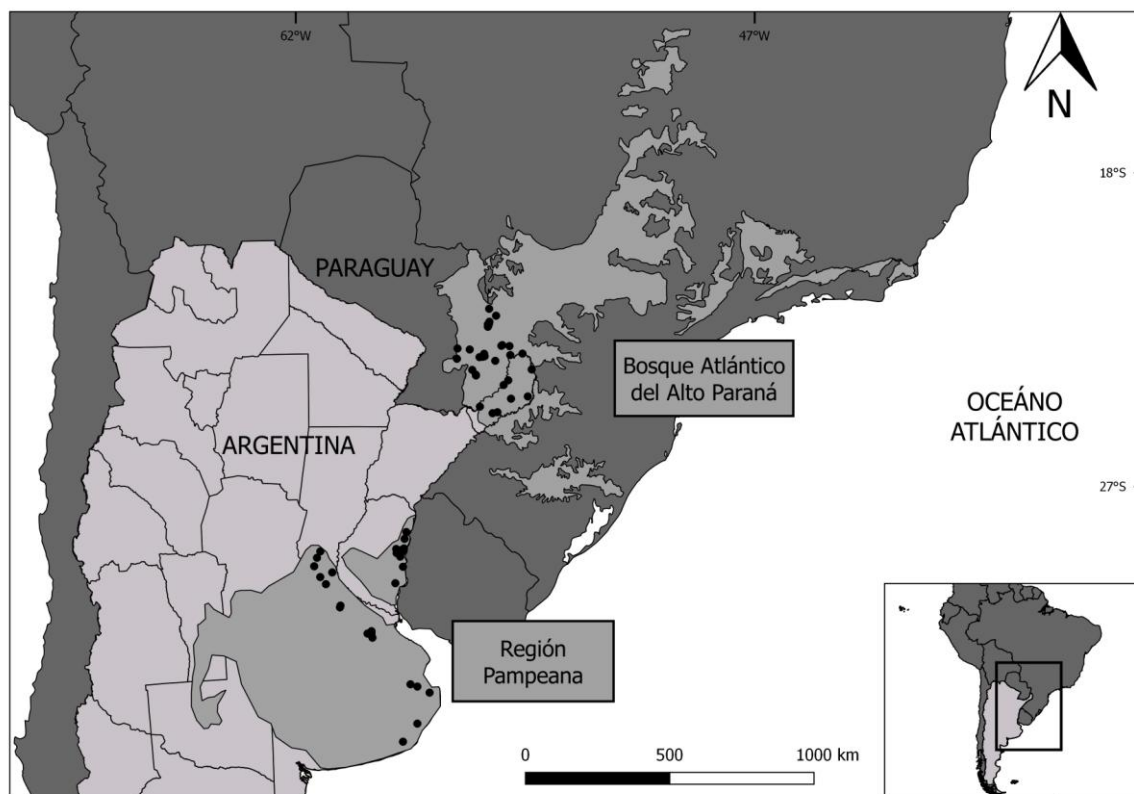 62°W
47°W
N
18°S
PARAGUAY
Bosque Atlántico
del Alto Paraná
OCEÁNO
ATLÁNTICO
ARGENTINA
27°S
Región
Pampeana
0
500
1000 km